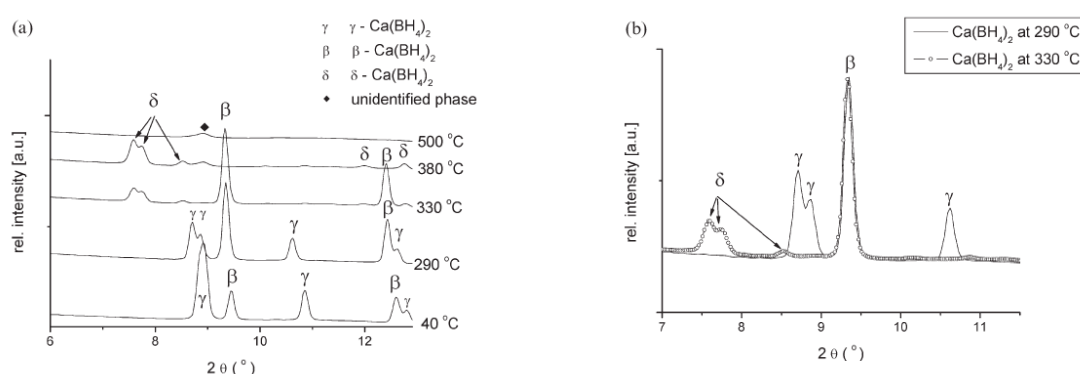 (a)
γ γ - Ca(BH4)2
β β - Ca(BH4)2
δ δ - Ca(BH4)2
◆ unidentified phase
rel. intensity [a.u.]
δ
β
500 °C
δ
δ
380 °C
β
330 °C
γ γ
γ
β
γ
290 °C
γ
β
γ
β
γ
40 °C
6 8 10 12
2 θ ( ° )
(b)
Ca(BH4)2 at 290 °C
Ca(BH4)2 at 330 °C
rel. intensity [a.u.]
β
γ
γ
δ
γ
7 8 9 10 11
2 θ ( ° )